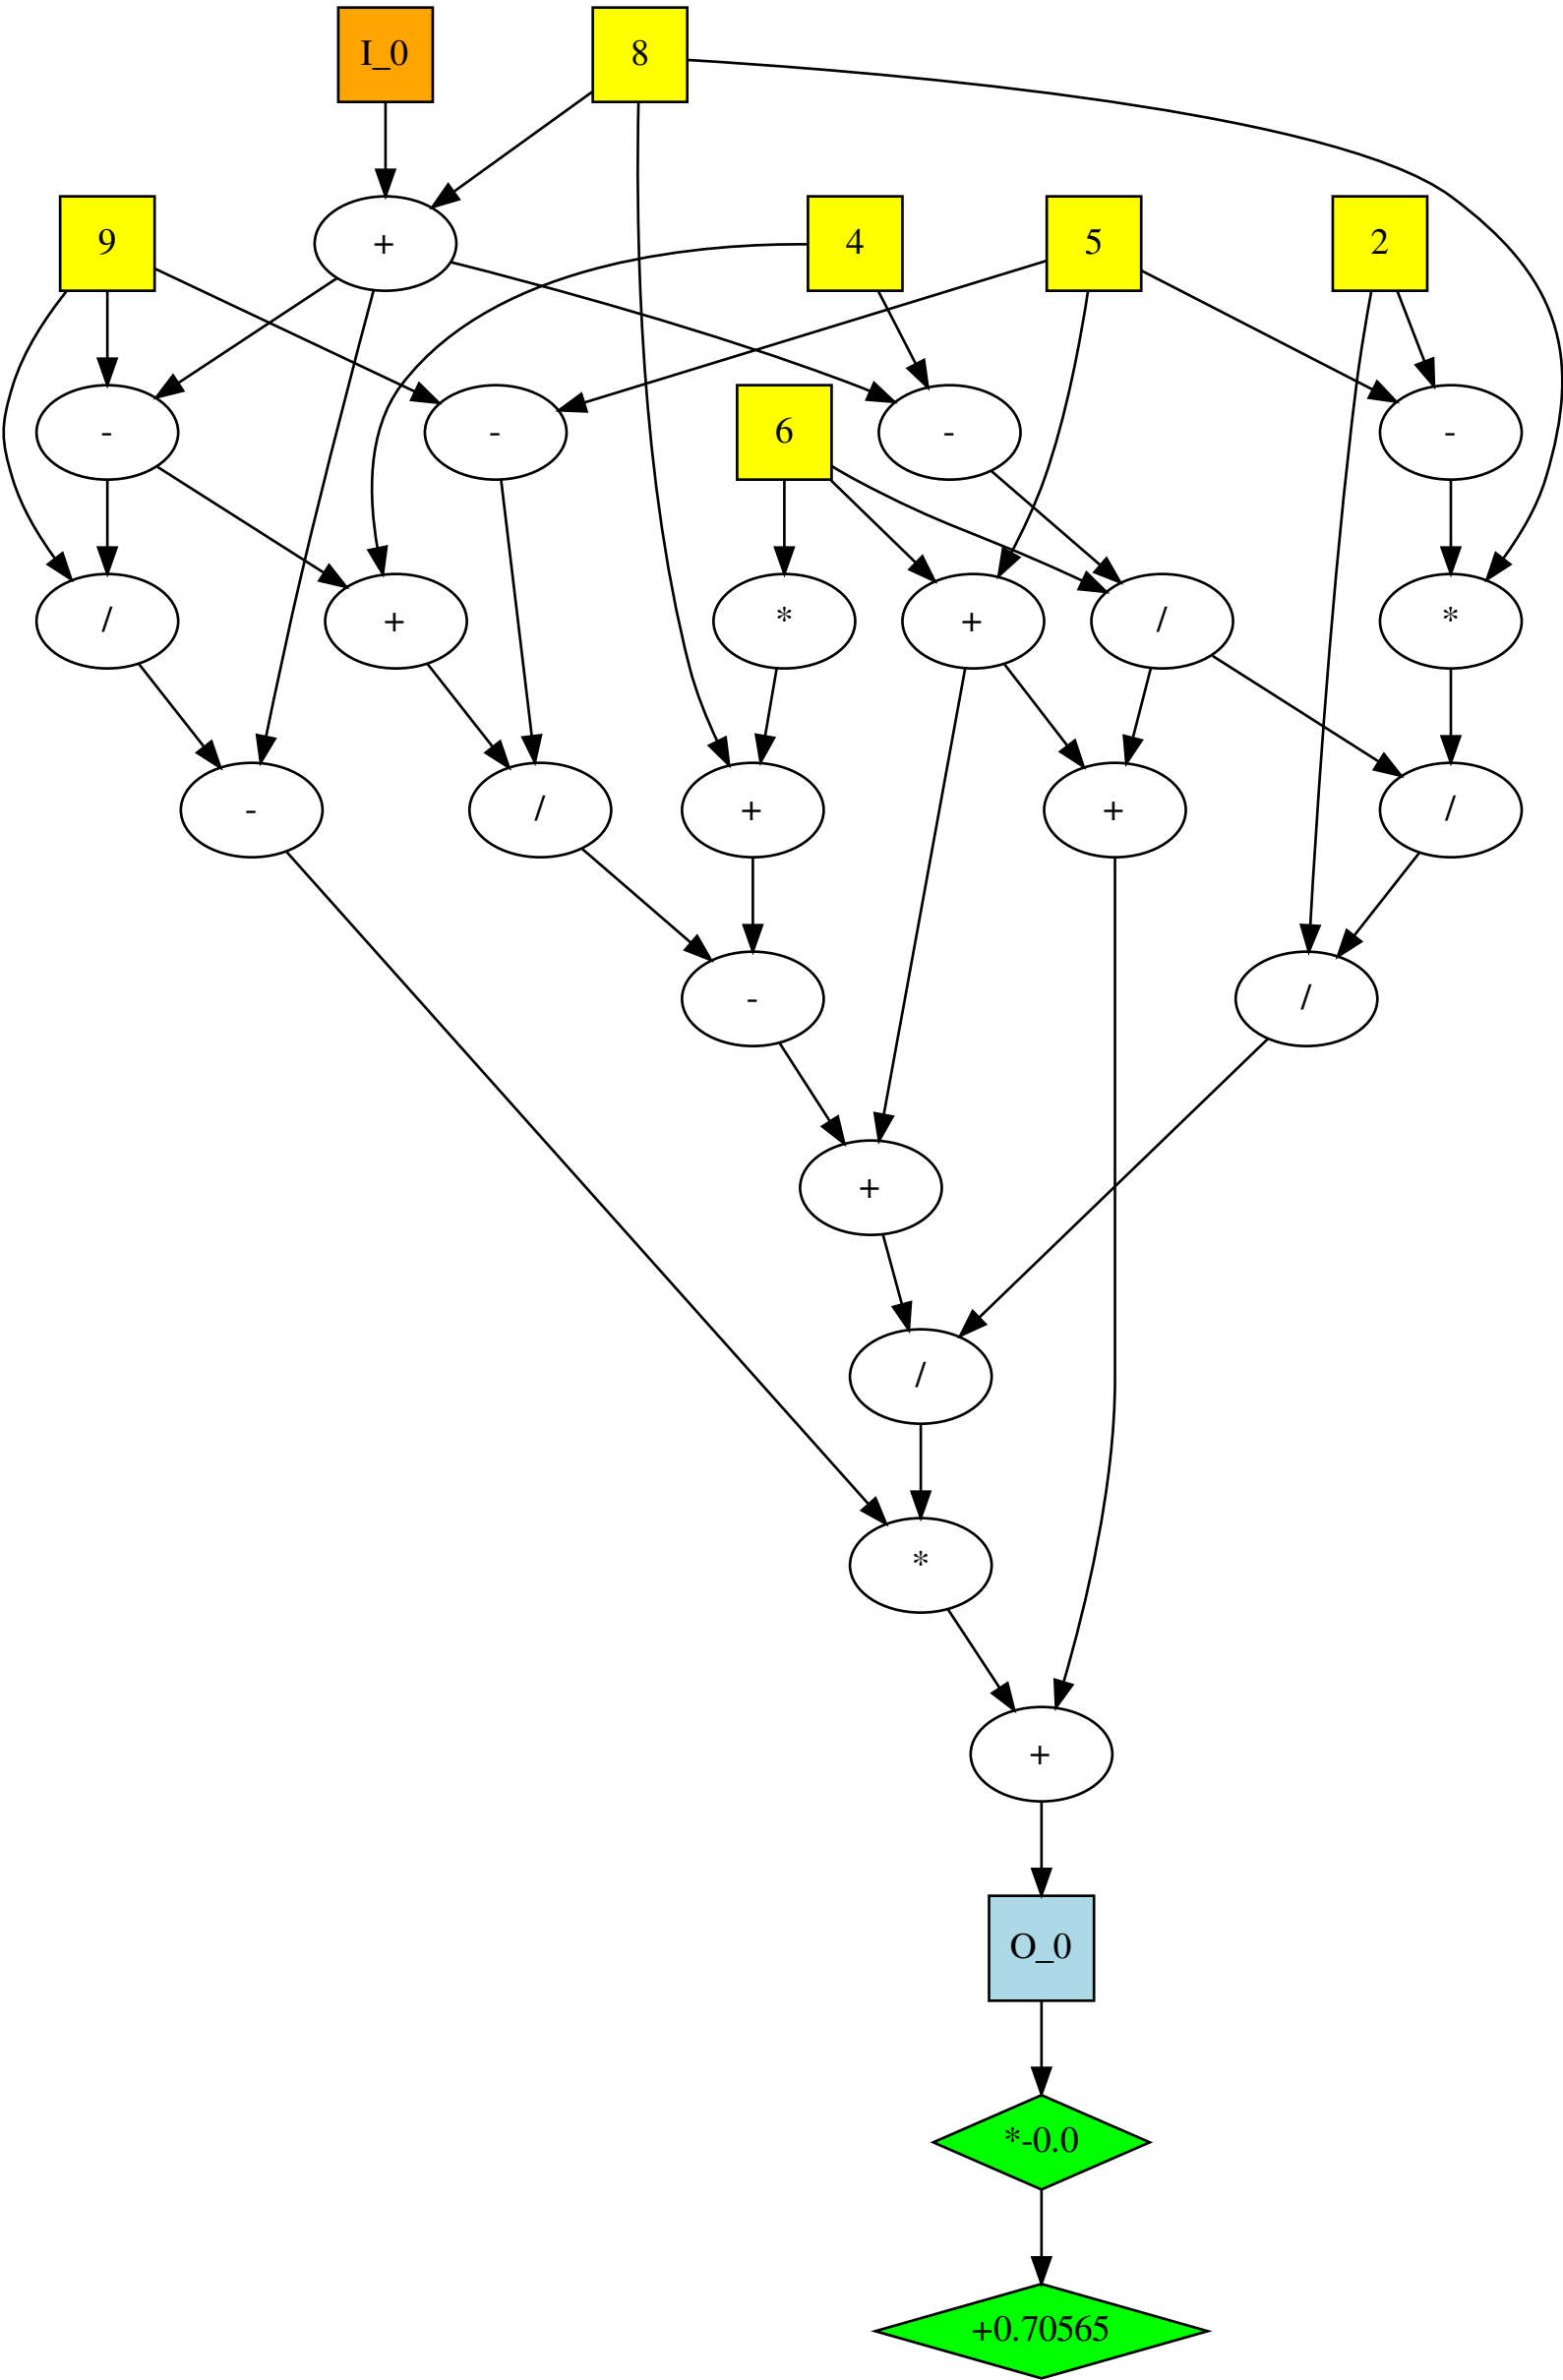 I_0 8
9 + 4 5 2
- - 6 - -
/ + * + / *
- / + + /
- /
+
/
*
+
O_0
*-0.0
+0.70565